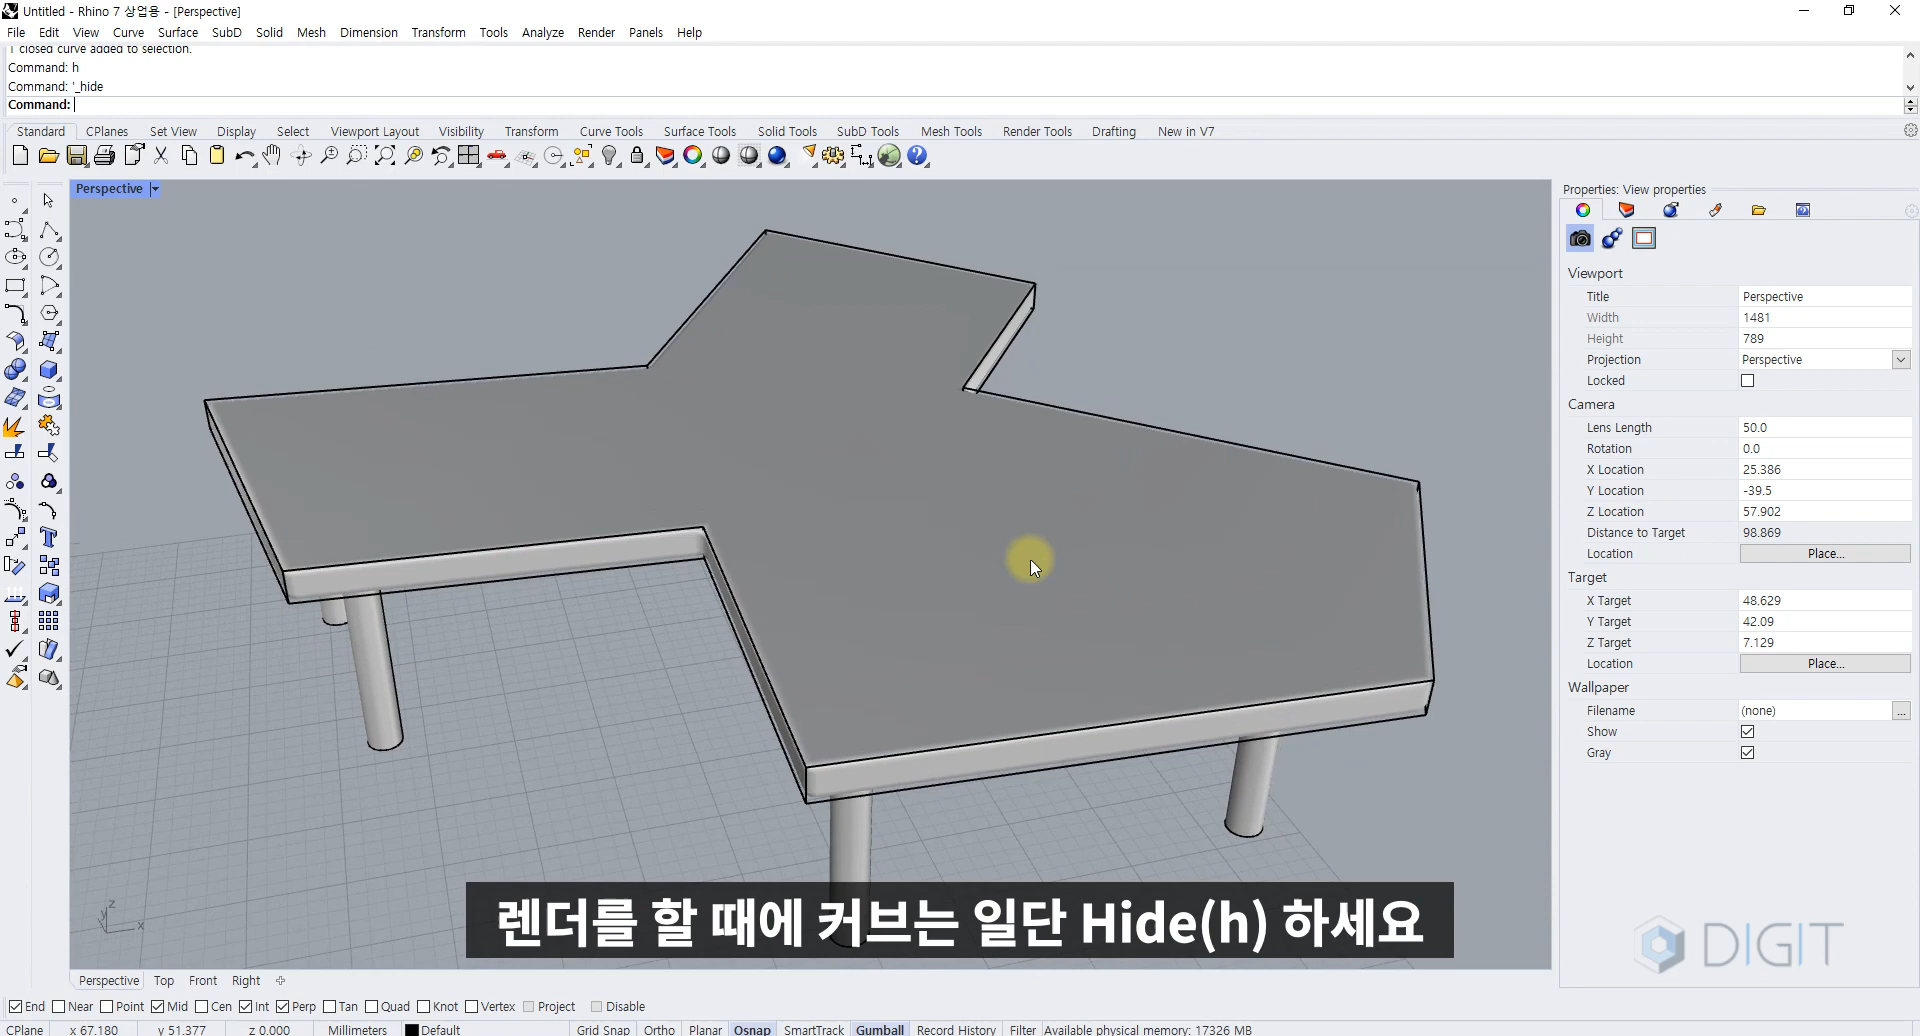 Untitled - Rhino 7 상업용 - [Perspective]
File Edit View Curve Surface SubD Solid Mesh Dimension Transform Tools Analyze Render Panels Help
1 closed curve added to selection.
Command: h
Command: '_hide
Command:
Standard CPlanes Set View Display Select Viewport Layout Visibility Transform Curve Tools Surface Tools Solid Tools SubD Tools Mesh Tools Render Tools Drafting New in V7
Perspective
Properties: View properties
Viewport
Title Perspective
Width 1481
Height 789
Projection Perspective
Locked
Camera
Lens Length 50.0
Rotation 0.0
X Location 25.386
Y Location -39.5
Z Location 57.902
Distance to Target 98.869
Location Place...
Target
X Target 48.629
Y Target 42.09
Z Target 7.129
Location Place...
Wallpaper
Filename (none) ...
Show
Gray
z
y
x
렌더를 할 때에 커브는 일단 Hide(h) 하세요
DIGIT
Perspective Top Front Right
End Near Point Mid Cen Int Perp Tan Quad Knot Vertex Project Disable
CPlane x 67.180 y 51.377 z 0.000 Millimeters Default Grid Snap Ortho Planar Osnap SmartTrack Gumball Record History Filter Available physical memory: 17326 MB